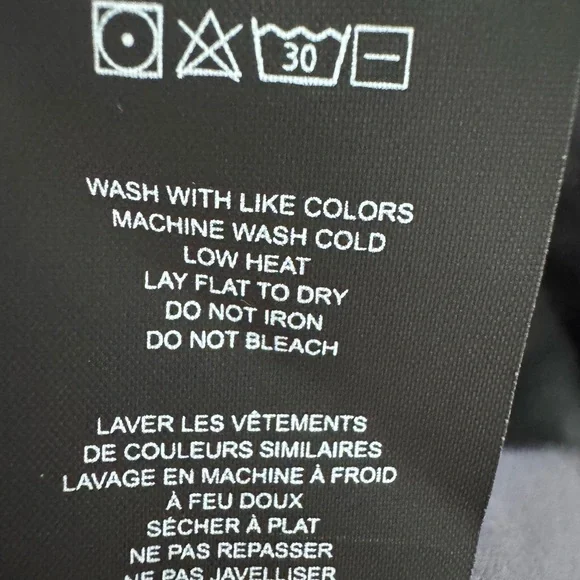 30
WASH WITH LIKE COLORS
MACHINE WASH COLD
LOW HEAT
LAY FLAT TO DRY
DO NOT IRON
DO NOT BLEACH
LAVER LES VÊTEMENTS
DE COULEURS SIMILAIRES
LAVAGE EN MACHINE À FROID
À FEU DOUX
SÉCHER À PLAT
NE PAS REPASSER
NE PAS JAVELLISER